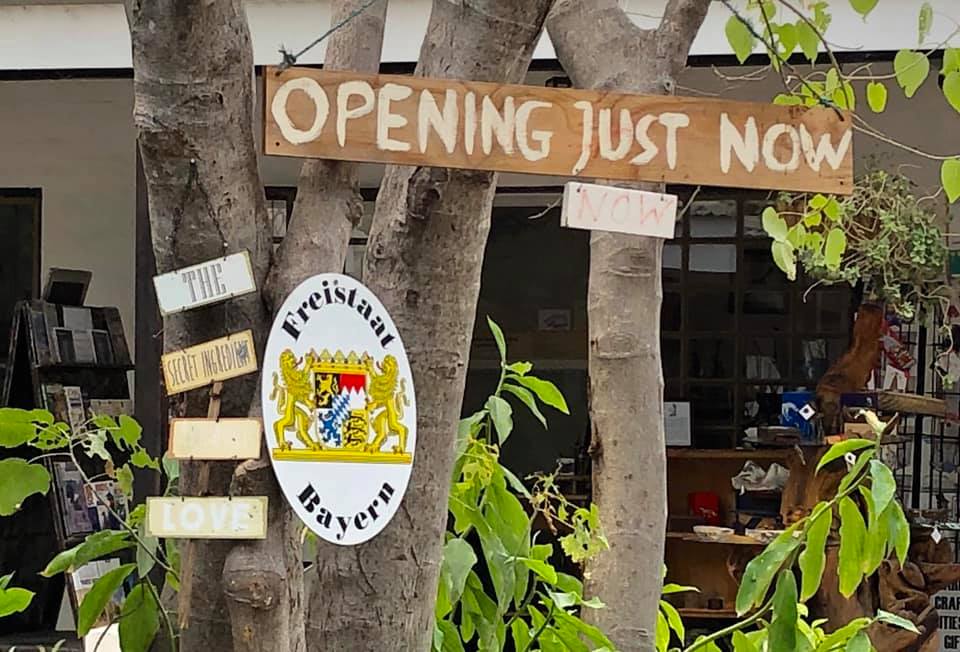 OPENING JUST NOW
NOW
THE
SECRET INGREDIENT
LOVE
Freistaat
Bayern